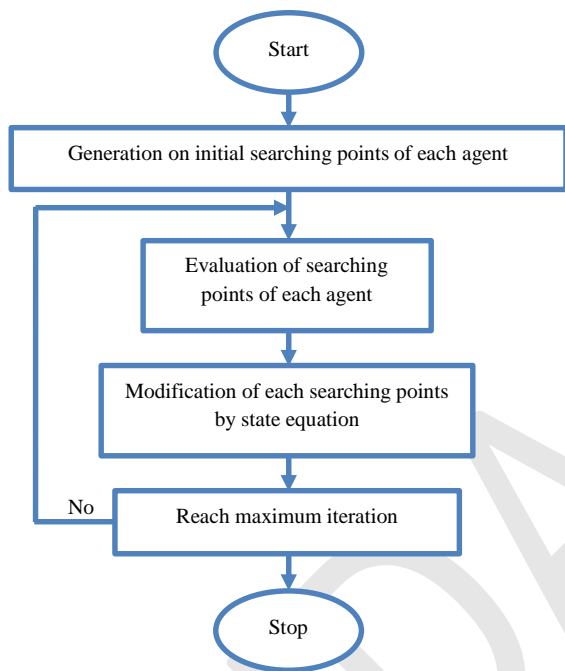 Start
Generation on initial searching points of each agent
Evaluation of searching
points of each agent
Modification of each searching points
by state equation
No
Reach maximum iteration
Stop